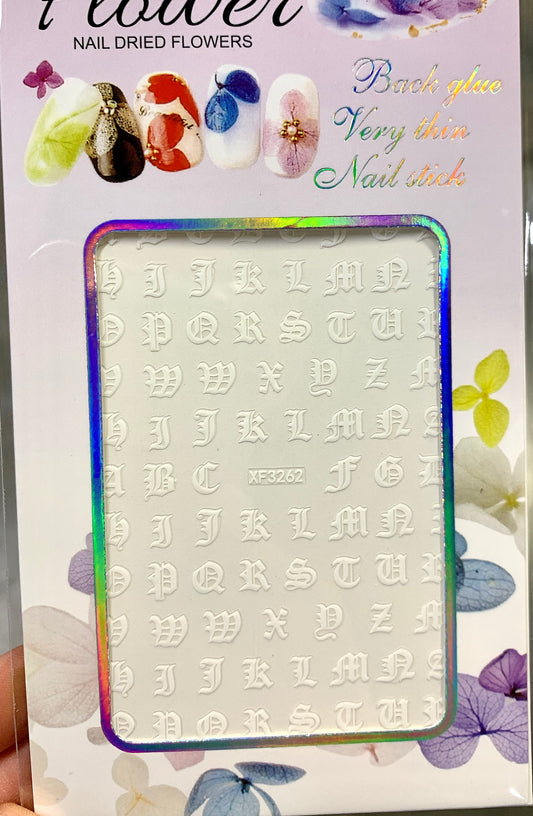 Flower
NAIL DRIED FLOWERS
Back glue
Very thin
Nail stick
H I J K L M N
O P Q R S T U
W W X Y Z
H I J K L M N A
A B C XF3262 F G
H I J K L M N
O P Q R S T U
W W X Y Z
H I J K L M N A
P Q R S T U